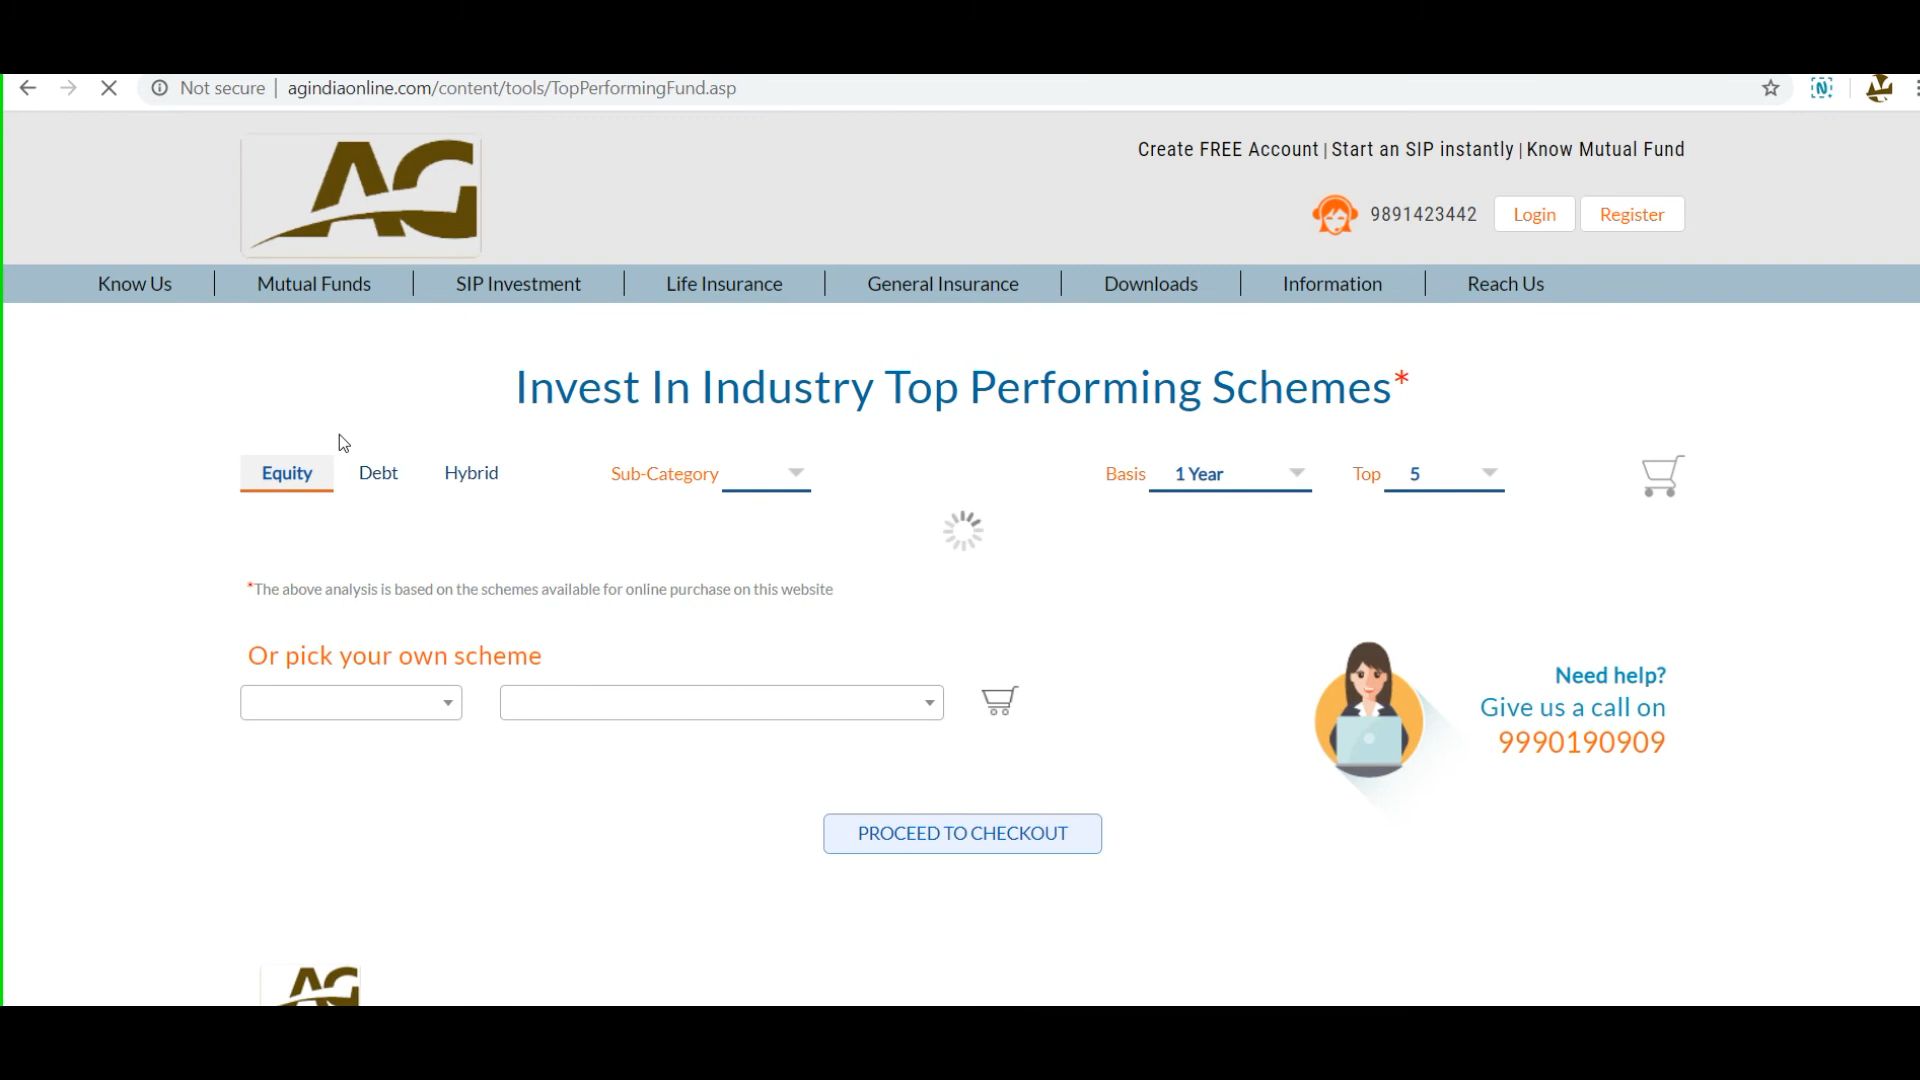 Not secure | agindiaonline.com/content/tools/TopPerformingFund.asp
AG
Create FREE Account | Start an SIP instantly | Know Mutual Fund
9891423442 Login Register
Know Us Mutual Funds SIP Investment Life Insurance General Insurance Downloads Information Reach Us
Invest In Industry Top Performing Schemes*
Equity Debt Hybrid Sub-Category Basis 1 Year Top 5
*The above analysis is based on the schemes available for online purchase on this website
Or pick your own scheme
Need help?
Give us a call on
9990190909
PROCEED TO CHECKOUT
AG